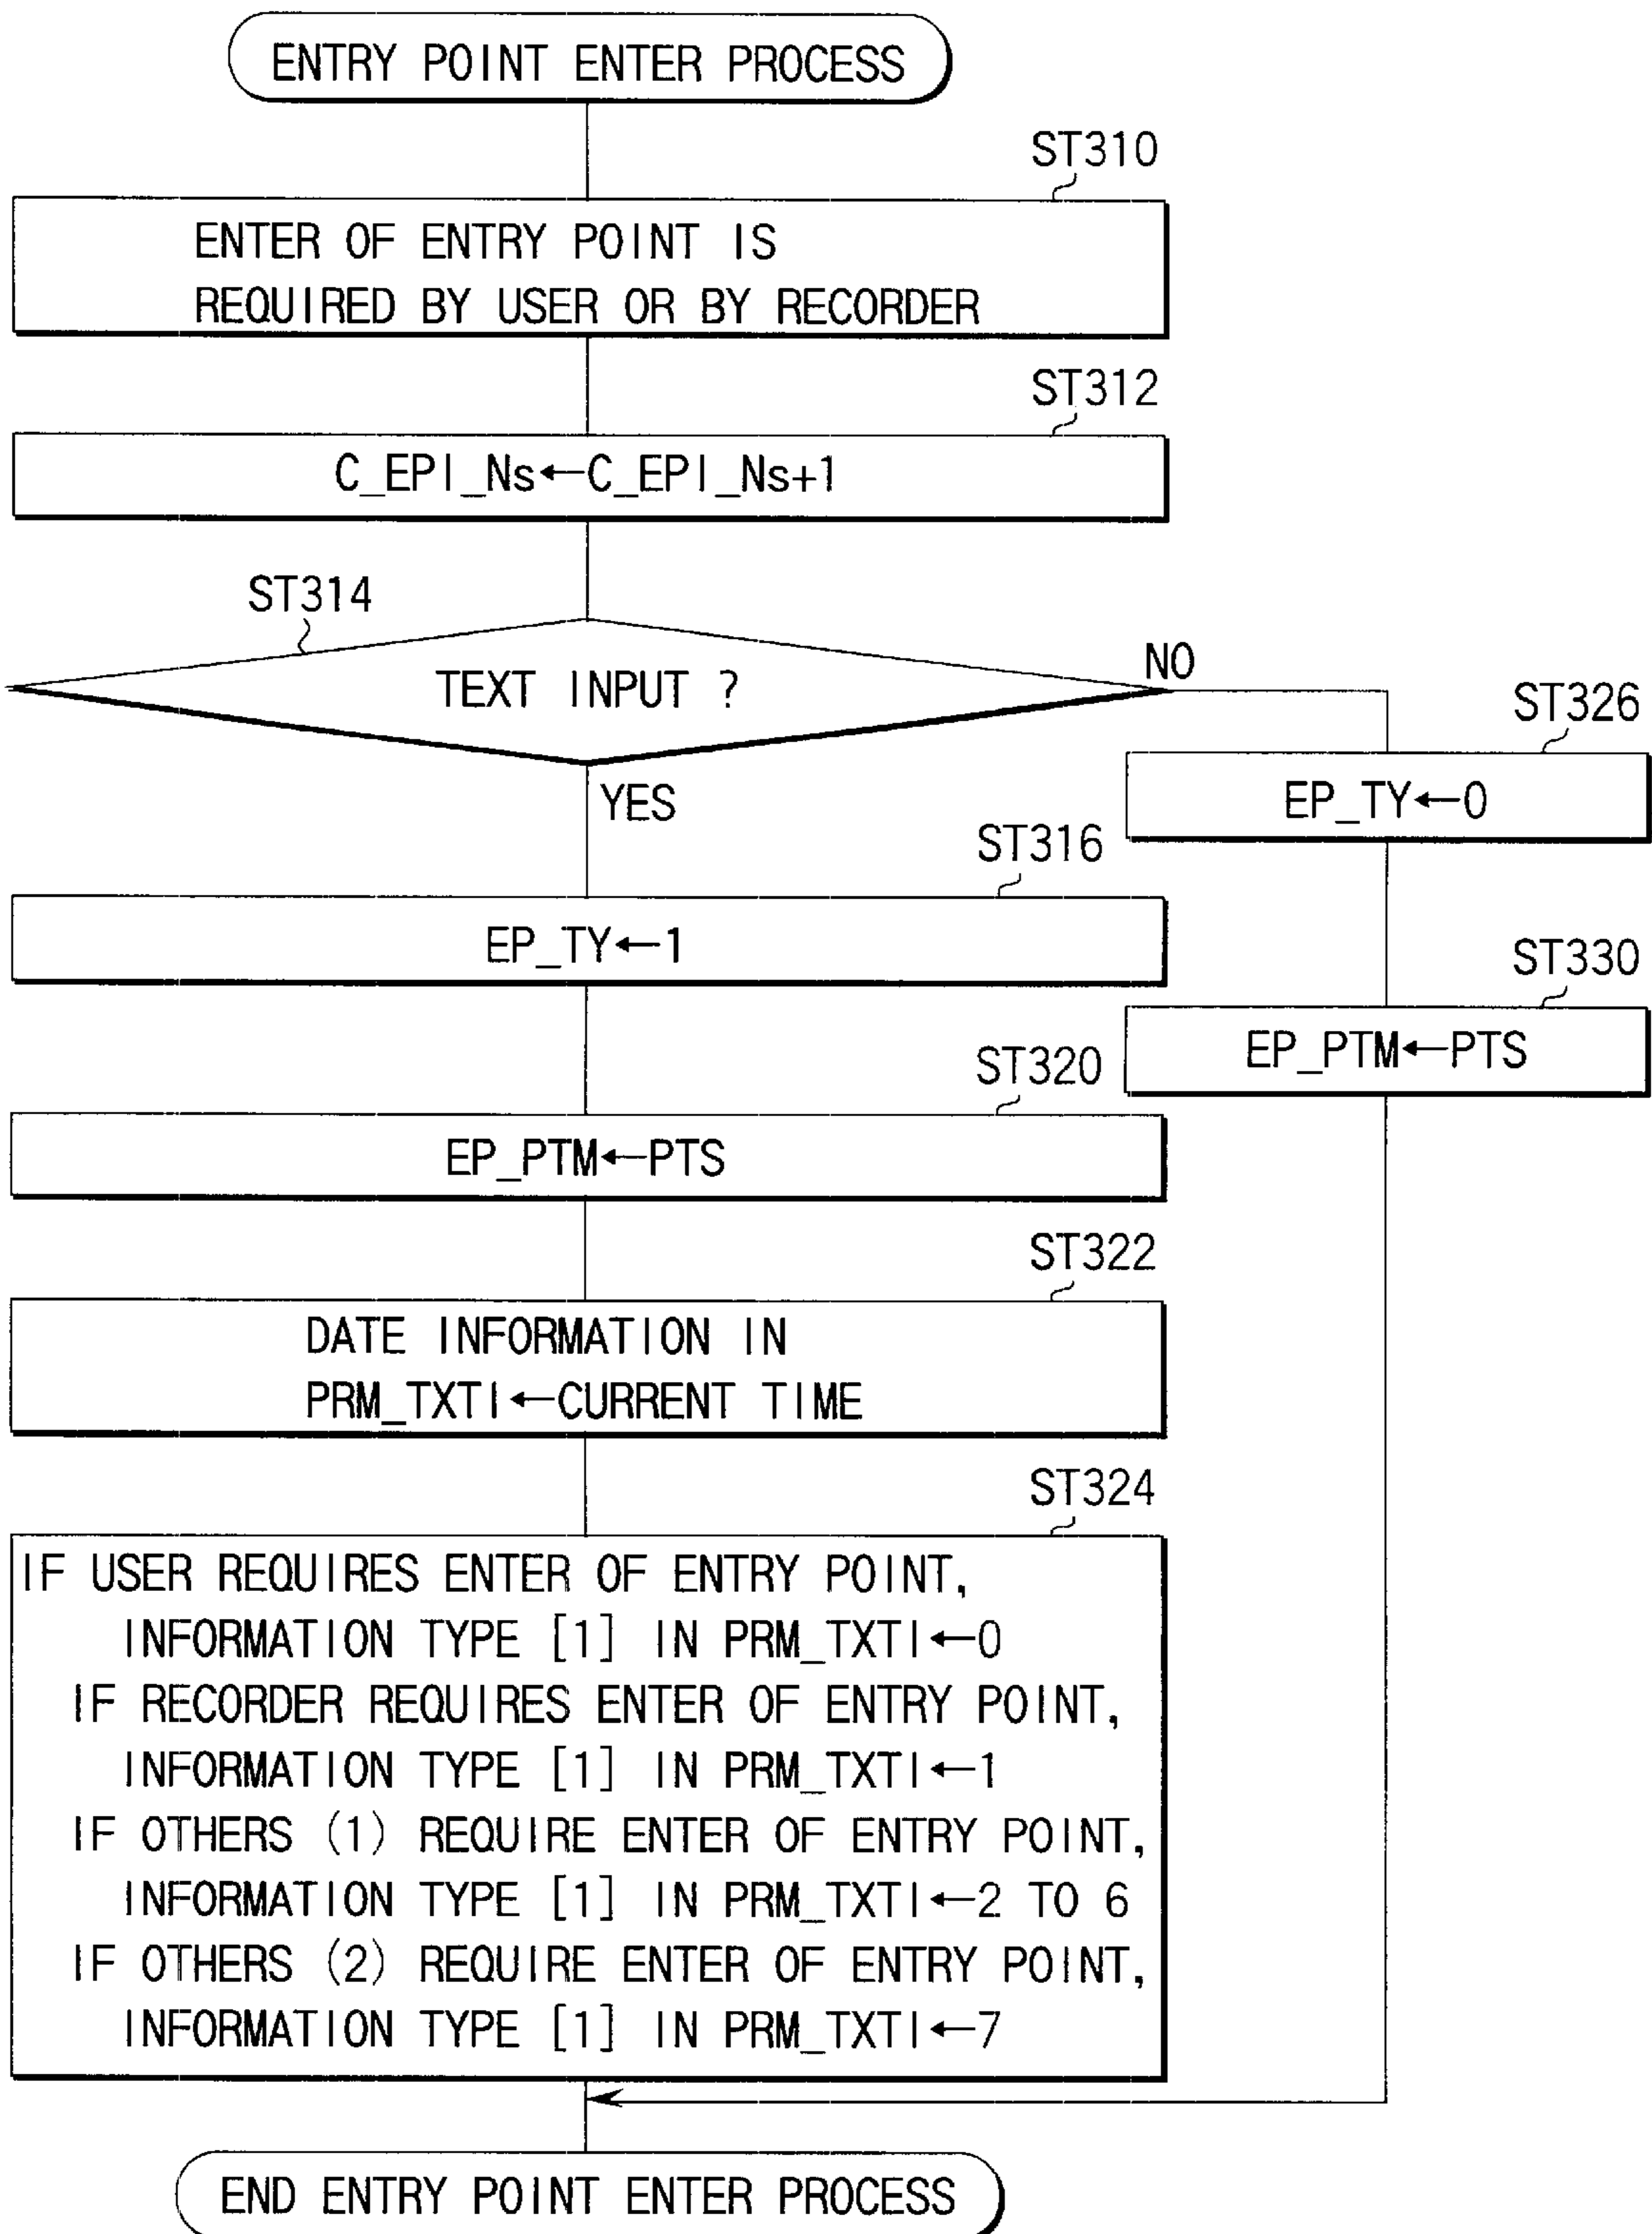 ENTRY POINT ENTER PROCESS
ST310
ENTER OF ENTRY POINT IS
REQUIRED BY USER OR BY RECORDER
ST312
C_EPI_Ns←C_EPI_Ns+1
ST314
TEXT INPUT ?
NO
YES
ST326
EP_TY←0
ST316
EP_TY←1
ST330
EP_PTM←PTS
ST320
EP_PTM←PTS
ST322
DATE INFORMATION IN
PRM_TXTI←CURRENT TIME
ST324
IF USER REQUIRES ENTER OF ENTRY POINT,
INFORMATION TYPE [1] IN PRM_TXTI←0
IF RECORDER REQUIRES ENTER OF ENTRY POINT,
INFORMATION TYPE [1] IN PRM_TXTI←1
IF OTHERS (1) REQUIRE ENTER OF ENTRY POINT,
INFORMATION TYPE [1] IN PRM_TXTI←2 TO 6
IF OTHERS (2) REQUIRE ENTER OF ENTRY POINT,
INFORMATION TYPE [1] IN PRM_TXTI←7
END ENTRY POINT ENTER PROCESS